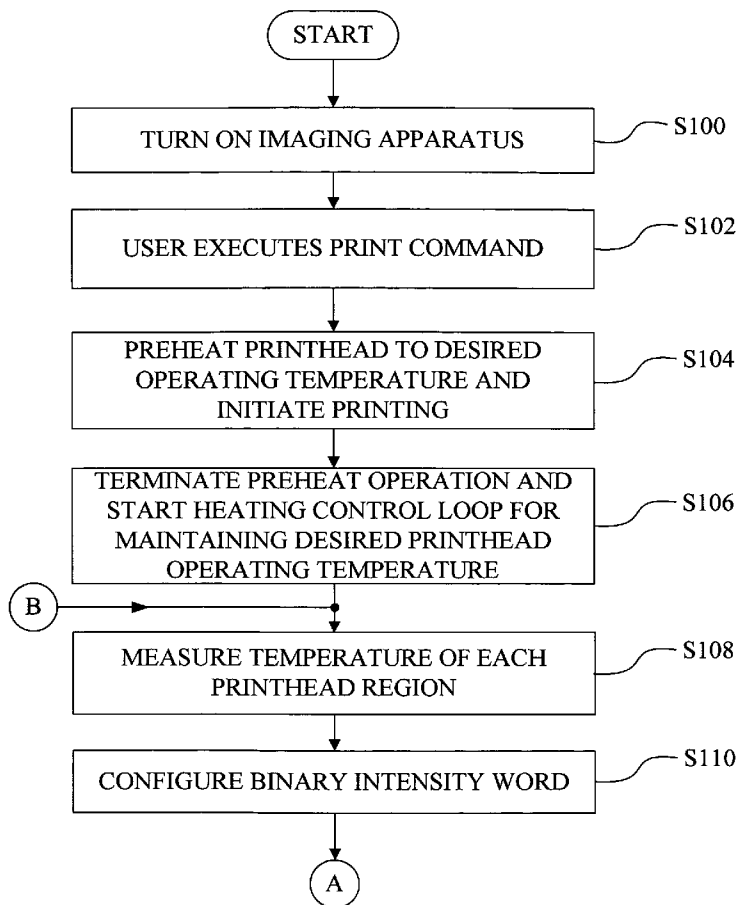 START
TURN ON IMAGING APPARATUS
S100
USER EXECUTES PRINT COMMAND
S102
PREHEAT PRINTHEAD TO DESIRED
OPERATING TEMPERATURE AND
INITIATE PRINTING
S104
TERMINATE PREHEAT OPERATION AND
START HEATING CONTROL LOOP FOR
MAINTAINING DESIRED PRINTHEAD
OPERATING TEMPERATURE
S106
B
MEASURE TEMPERATURE OF EACH
PRINTHEAD REGION
S108
CONFIGURE BINARY INTENSITY WORD
S110
A